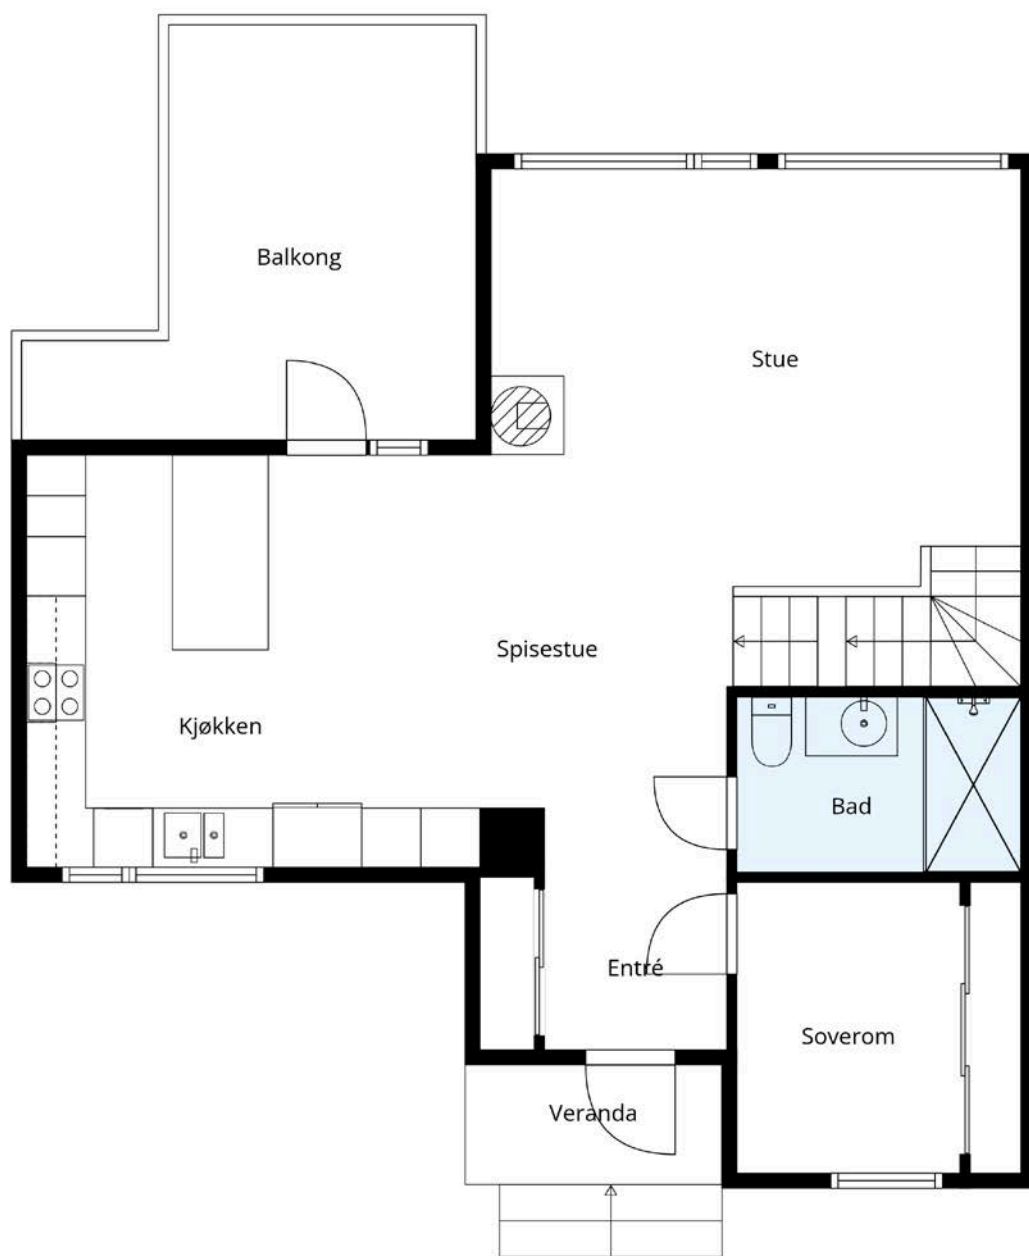 Balkong
Stue
Spisestue
Kjøkken
Bad
Entré
Soverom
Veranda